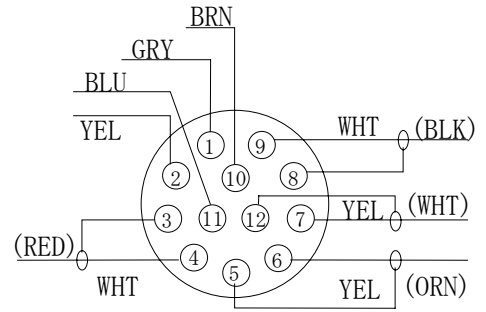 BRN
GRY
BLU
YEL
1
9
WHT (BLK)
2
10
8
3
11
12
7
YEL (WHT)
(RED)
4
5
6
WHT
YEL (ORN)